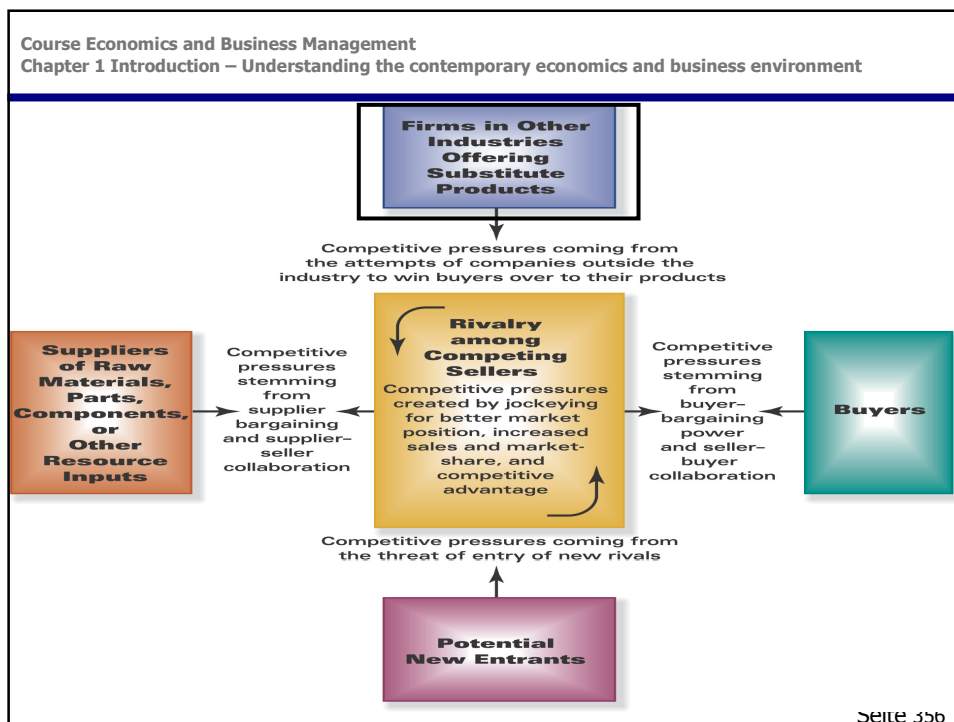 Course Economics and Business Management
Chapter 1 Introduction – Understanding the contemporary economics and business environment
Firms in Other
Industries
Offering
Substitute
Products
Competitive pressures coming from
the attempts of companies outside the
industry to win buyers over to their products
Suppliers
of Raw
Materials,
Parts,
Components,
or
Other
Resource
Inputs
Competitive
pressures
stemming
from
supplier
bargaining
and supplier–
seller
collaboration
Rivalry
among
Competing
Sellers
Competitive pressures
created by jockeying
for better market
position, increased
sales and market-
share, and
competitive
advantage
Competitive
pressures
stemming
from
buyer-
bargaining
power
and seller–
buyer
collaboration
Buyers
Competitive pressures coming from
the threat of entry of new rivals
Potential
New Entrants
Seite 356